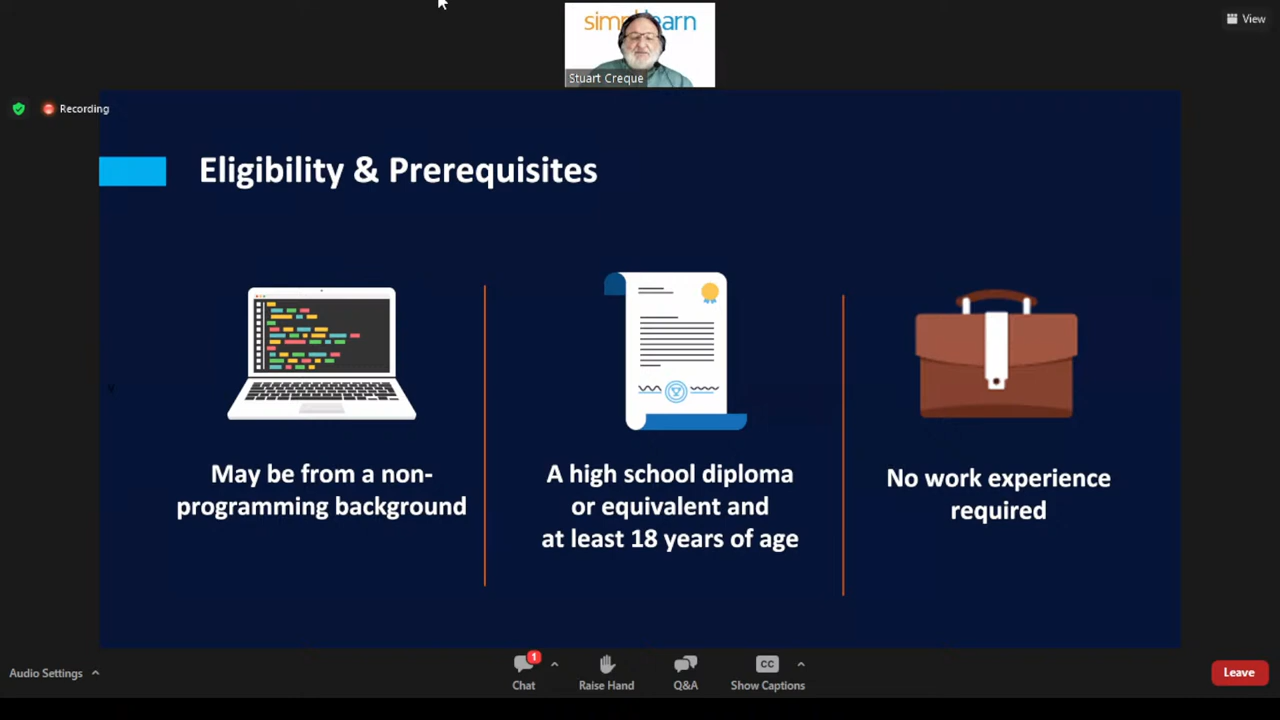 simplilearn
View
Stuart Creque
Recording
Eligibility & Prerequisites
May be from a non-
programming background
A high school diploma
or equivalent and
at least 18 years of age
No work experience
required
Audio Settings
1
Chat
Raise Hand
Q&A
CC
Show Captions
Leave